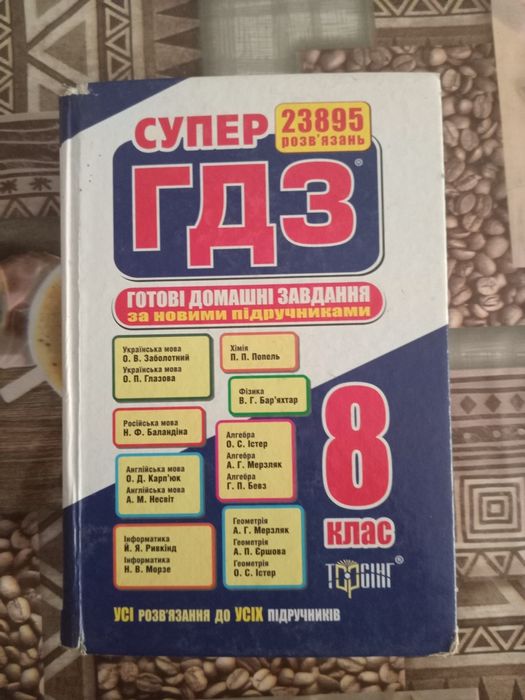 СУПЕР
23895
розв'язань
ГДЗ®
ГОТОВІ ДОМАШНІ ЗАВДАННЯ
за новими підручниками
Українська мова
О. В. Заболотний
Українська мова
О. П. Глазова
Хімія
П. П. Попель
Фізика
В. Г. Бар'яхтар
Російська мова
Н. Ф. Баландіна
Алгебра
О. С. Істер
Алгебра
А. Г. Мерзляк
Алгебра
Г. П. Бевз
Англійська мова
О. Д. Карп'юк
Англійська мова
А. М. Несвіт
Інформатика
Й. Я. Ривкінд
Інформатика
Н. В. Морзе
Геометрія
А. Г. Мерзляк
Геометрія
А. П. Єршова
Геометрія
О. С. Істер
8
клас
ТОРСІНГ®
УСІ РОЗВ'ЯЗАННЯ ДО УСІХ ПІДРУЧНИКІВ